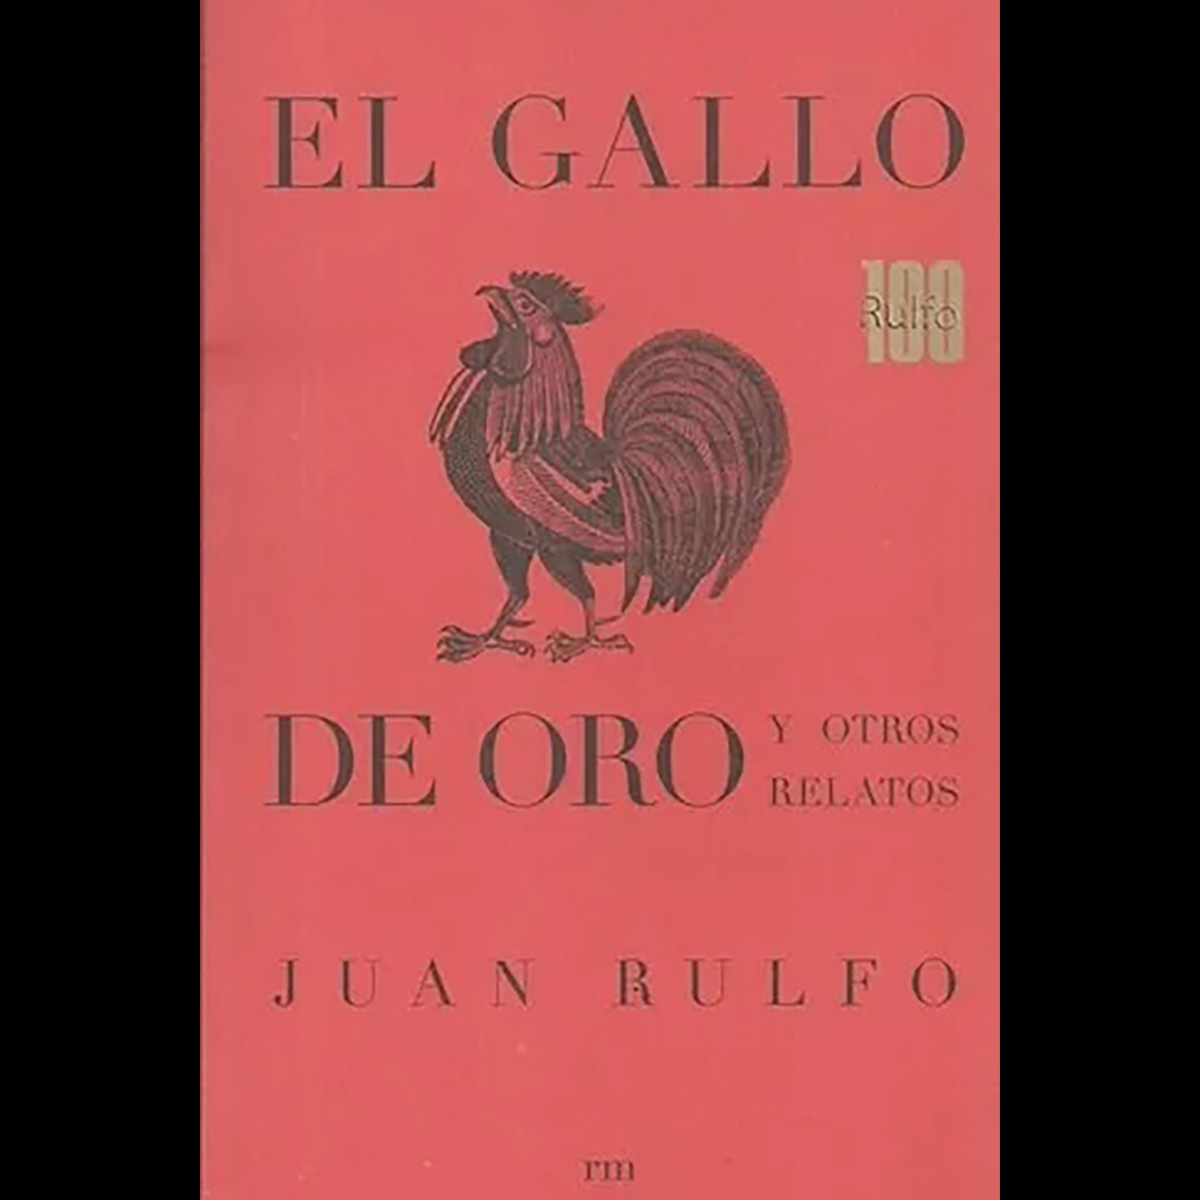 EL GALLO
100
Rulfo
DE ORO
Y OTROS
RELATOS
JUAN RULFO
rm